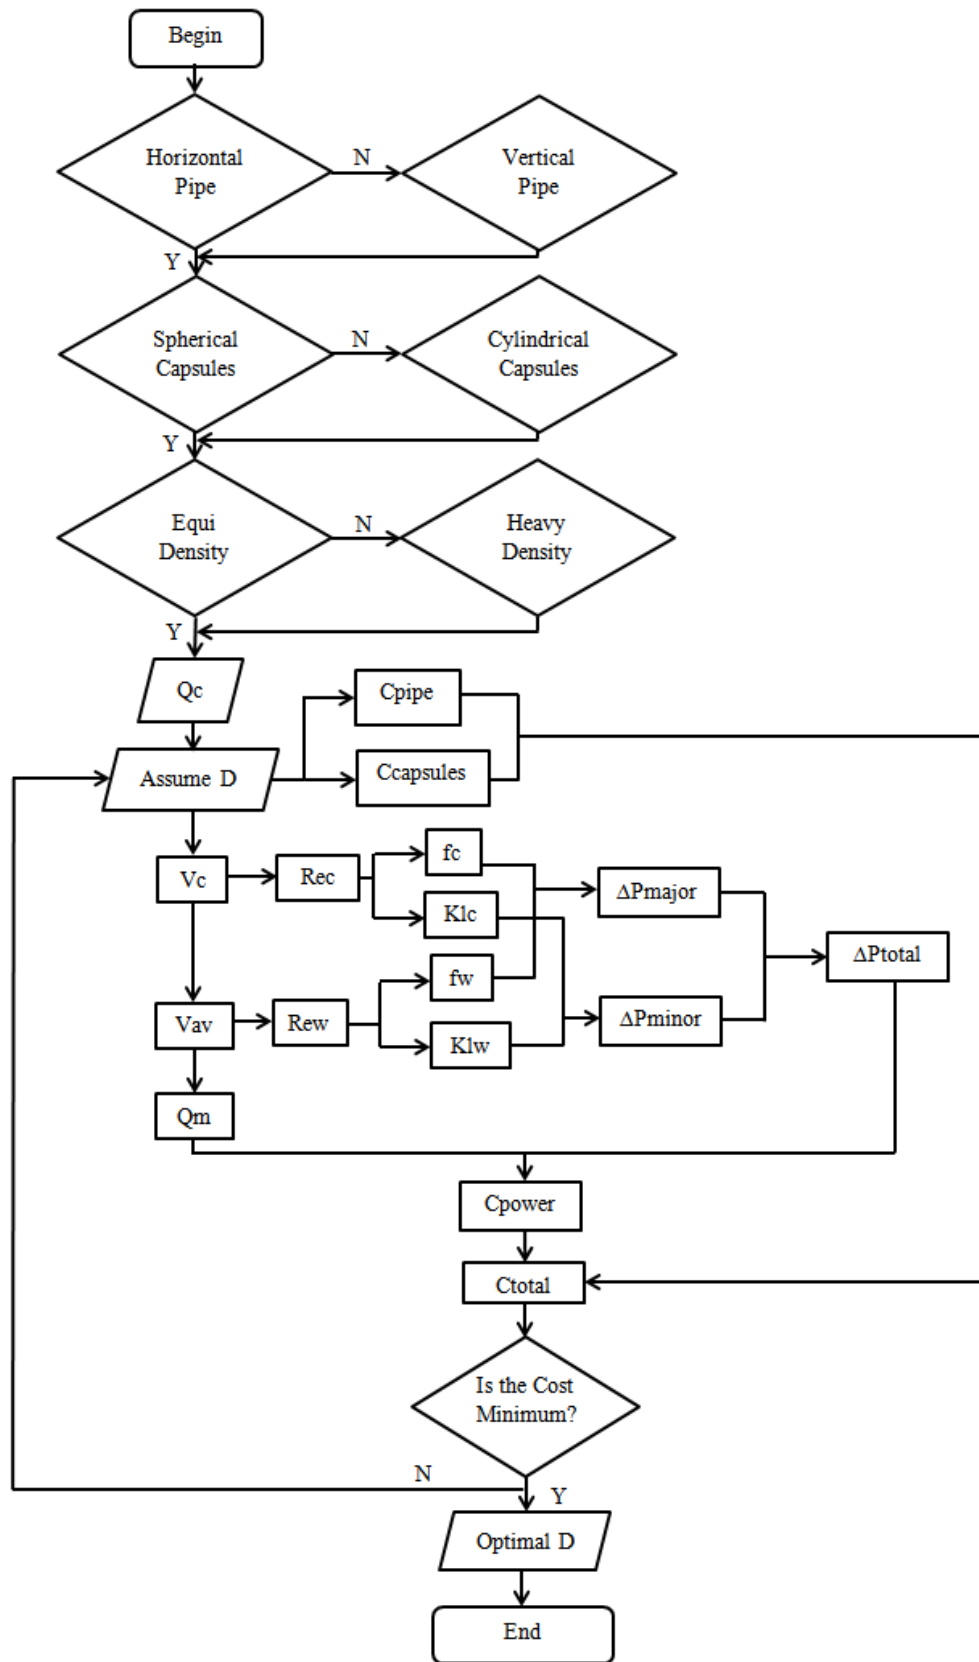 Begin
Horizontal
Pipe
N
Vertical
Pipe
Y
Spherical
Capsules
N
Cylindrical
Capsules
Y
Equi
Density
N
Heavy
Density
Y
Qc
Cpipe
Assume D
Ccapsules
fc
Vc
Rec
Klc
ΔPmajor
ΔPtotal
fw
Vav
Rew
Klw
ΔPminor
Qm
Cpower
Ctotal
Is the Cost
Minimum?
N
Y
Optimal D
End